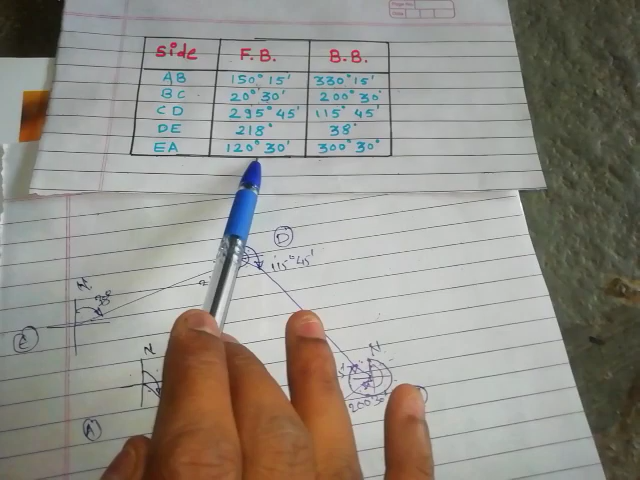 Side F.B. B.B.
AB 150° 15' 330° 15'
BC 20° 30' 200° 30'
CD 295° 45' 115° 45'
DE 218° 38°
EA 120° 30' 300° 30'
D
115° 45'
N
E
N
N
200° 30'
A